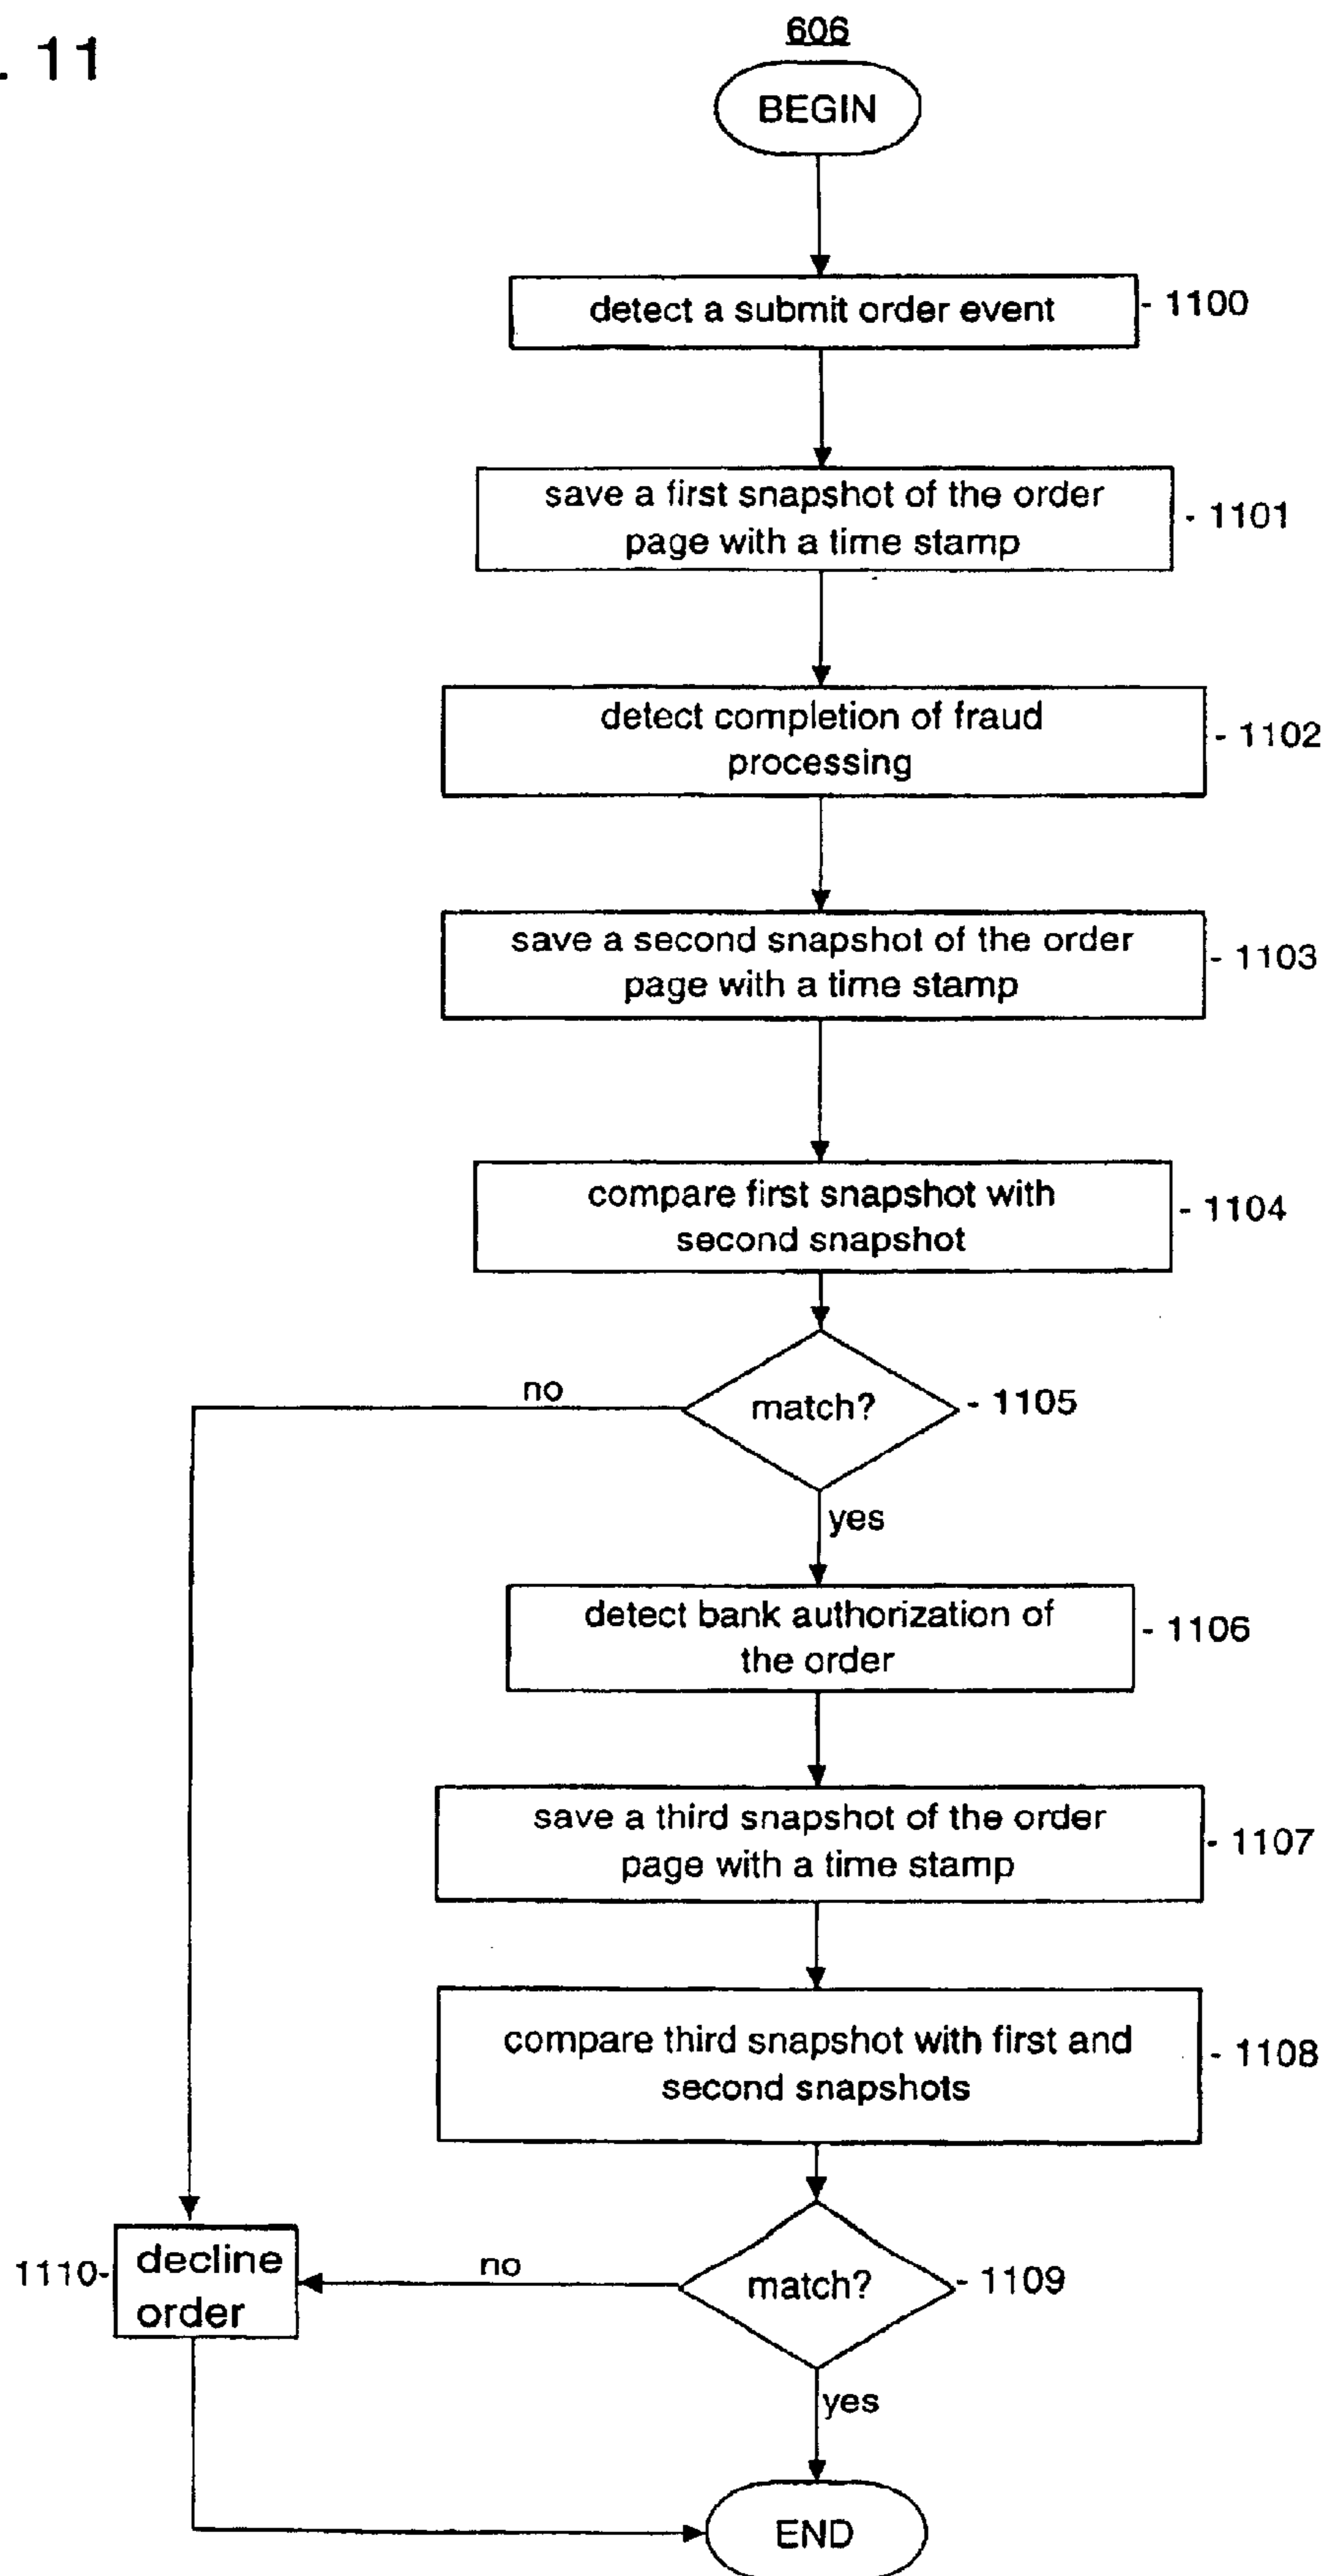 . 11
606
BEGIN
detect a submit order event
- 1100
save a first snapshot of the order
page with a time stamp
- 1101
detect completion of fraud
processing
- 1102
save a second snapshot of the order
page with a time stamp
- 1103
compare first snapshot with
second snapshot
- 1104
match?
- 1105
no
yes
detect bank authorization of
the order
- 1106
save a third snapshot of the order
page with a time stamp
- 1107
compare third snapshot with first and
second snapshots
- 1108
match?
- 1109
no
1110-
decline
order
yes
END